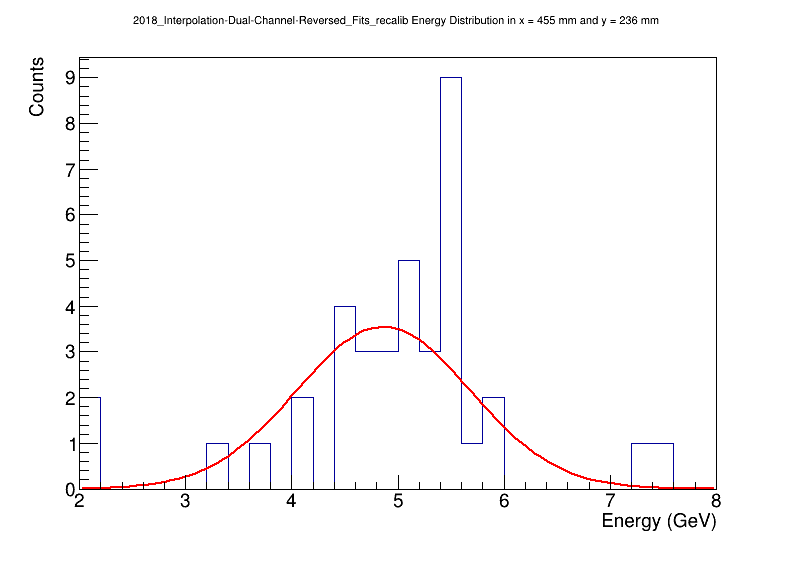 2018_Interpolation-Dual-Channel-Reversed_Fits_recalib Energy Distribution in x = 455 mm and y = 236 mm
Counts
9
8
7
6
5
4
3
2
1
0
2 3 4 5 6 7 8
Energy (GeV)